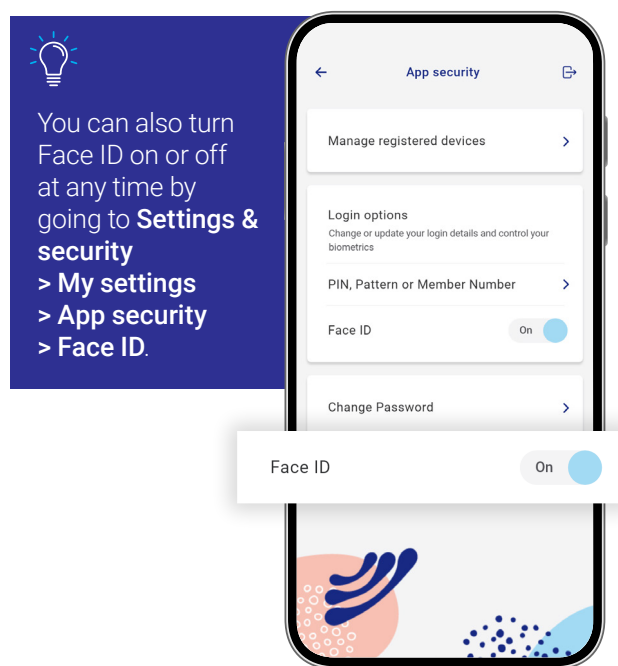 You can also turn
Face ID on or off
at any time by
going to Settings &
security
> My settings
> App security
> Face ID.
App security
Manage registered devices
Login options
Change or update your login details and control your
biometrics
PIN, Pattern or Member Number
Face ID On
Change Password
Face ID On